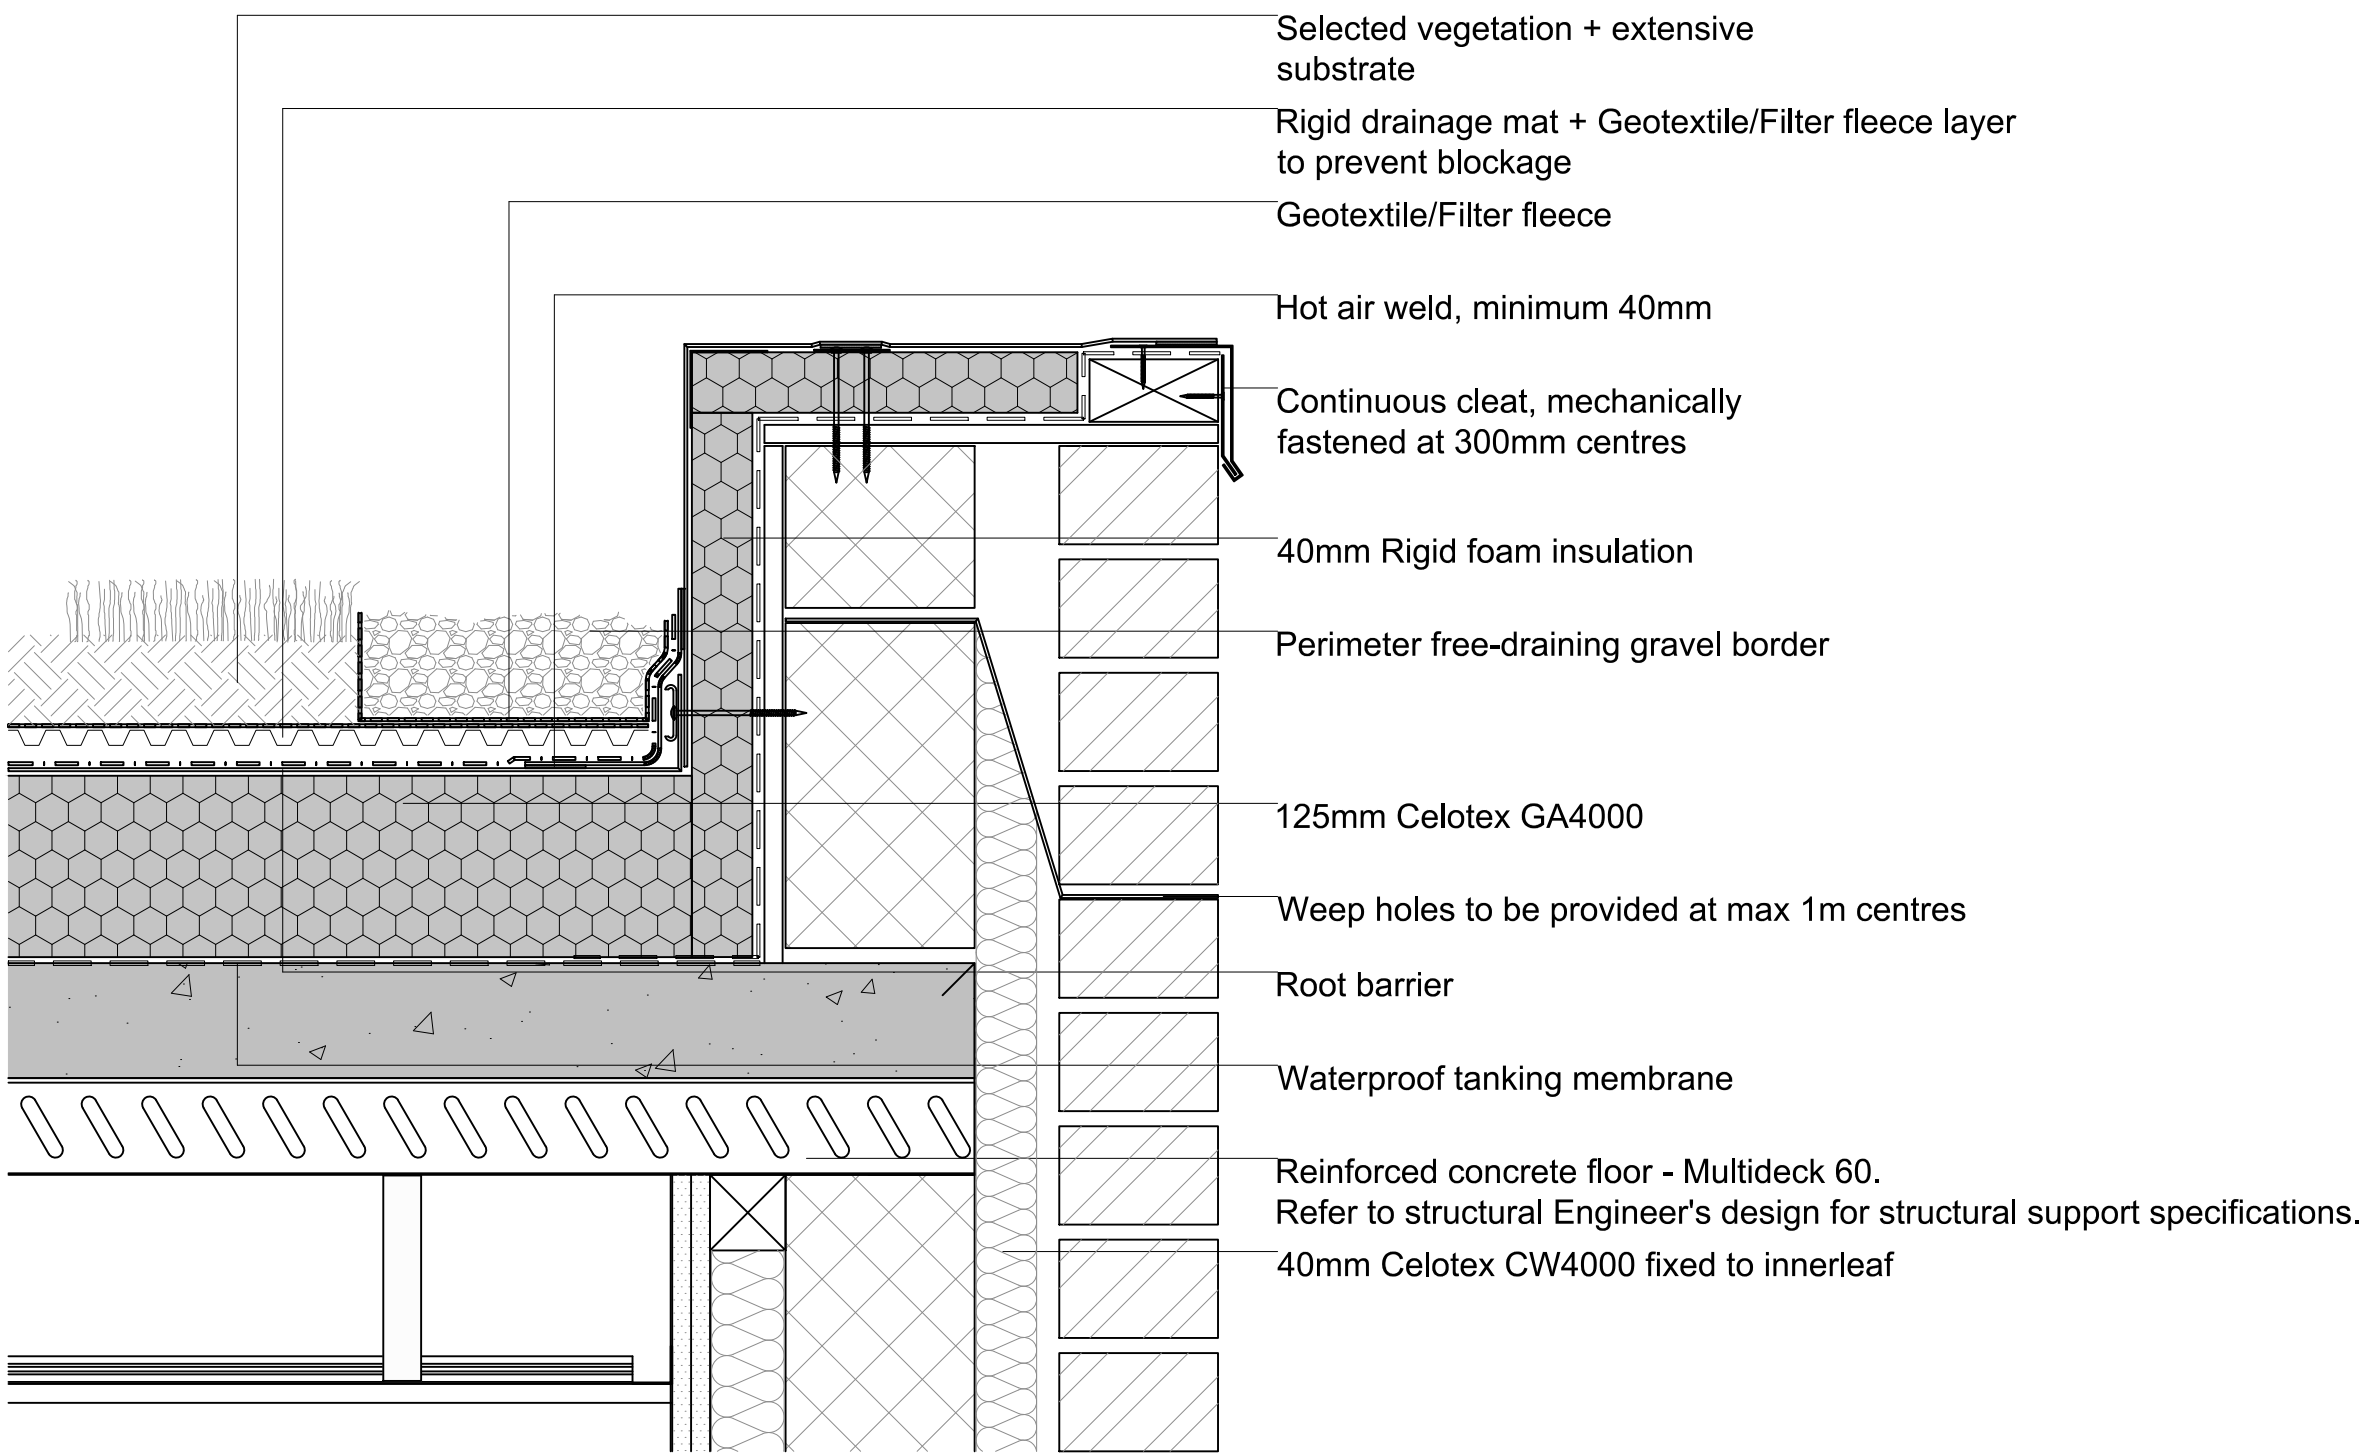 Selected vegetation + extensive
substrate
Rigid drainage mat + Geotextile/Filter fleece layer
to prevent blockage
Geotextile/Filter fleece
Hot air weld, minimum 40mm
Continuous cleat, mechanically
fastened at 300mm centres
40mm Rigid foam insulation
Perimeter free-draining gravel border
125mm Celotex GA4000
Weep holes to be provided at max 1m centres
Root barrier
Waterproof tanking membrane
Reinforced concrete floor - Multideck 60.
Refer to structural Engineer's design for structural support specifications.
40mm Celotex CW4000 fixed to innerleaf